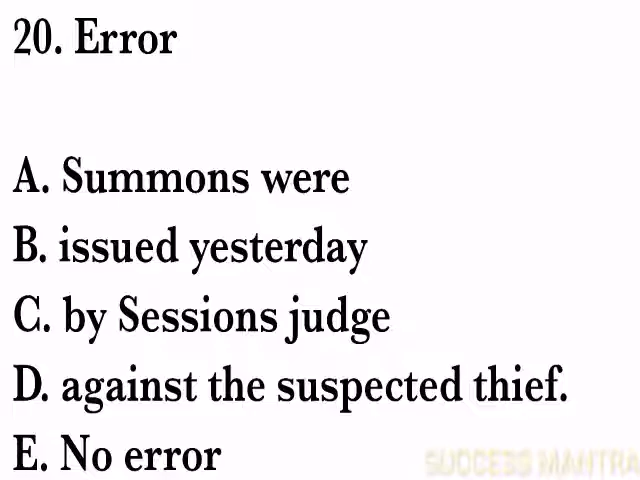 20. Error
A. Summons were
B. issued yesterday
C. by Sessions judge
D. against the suspected thief.
E. No error
SUCCESS MANTRA